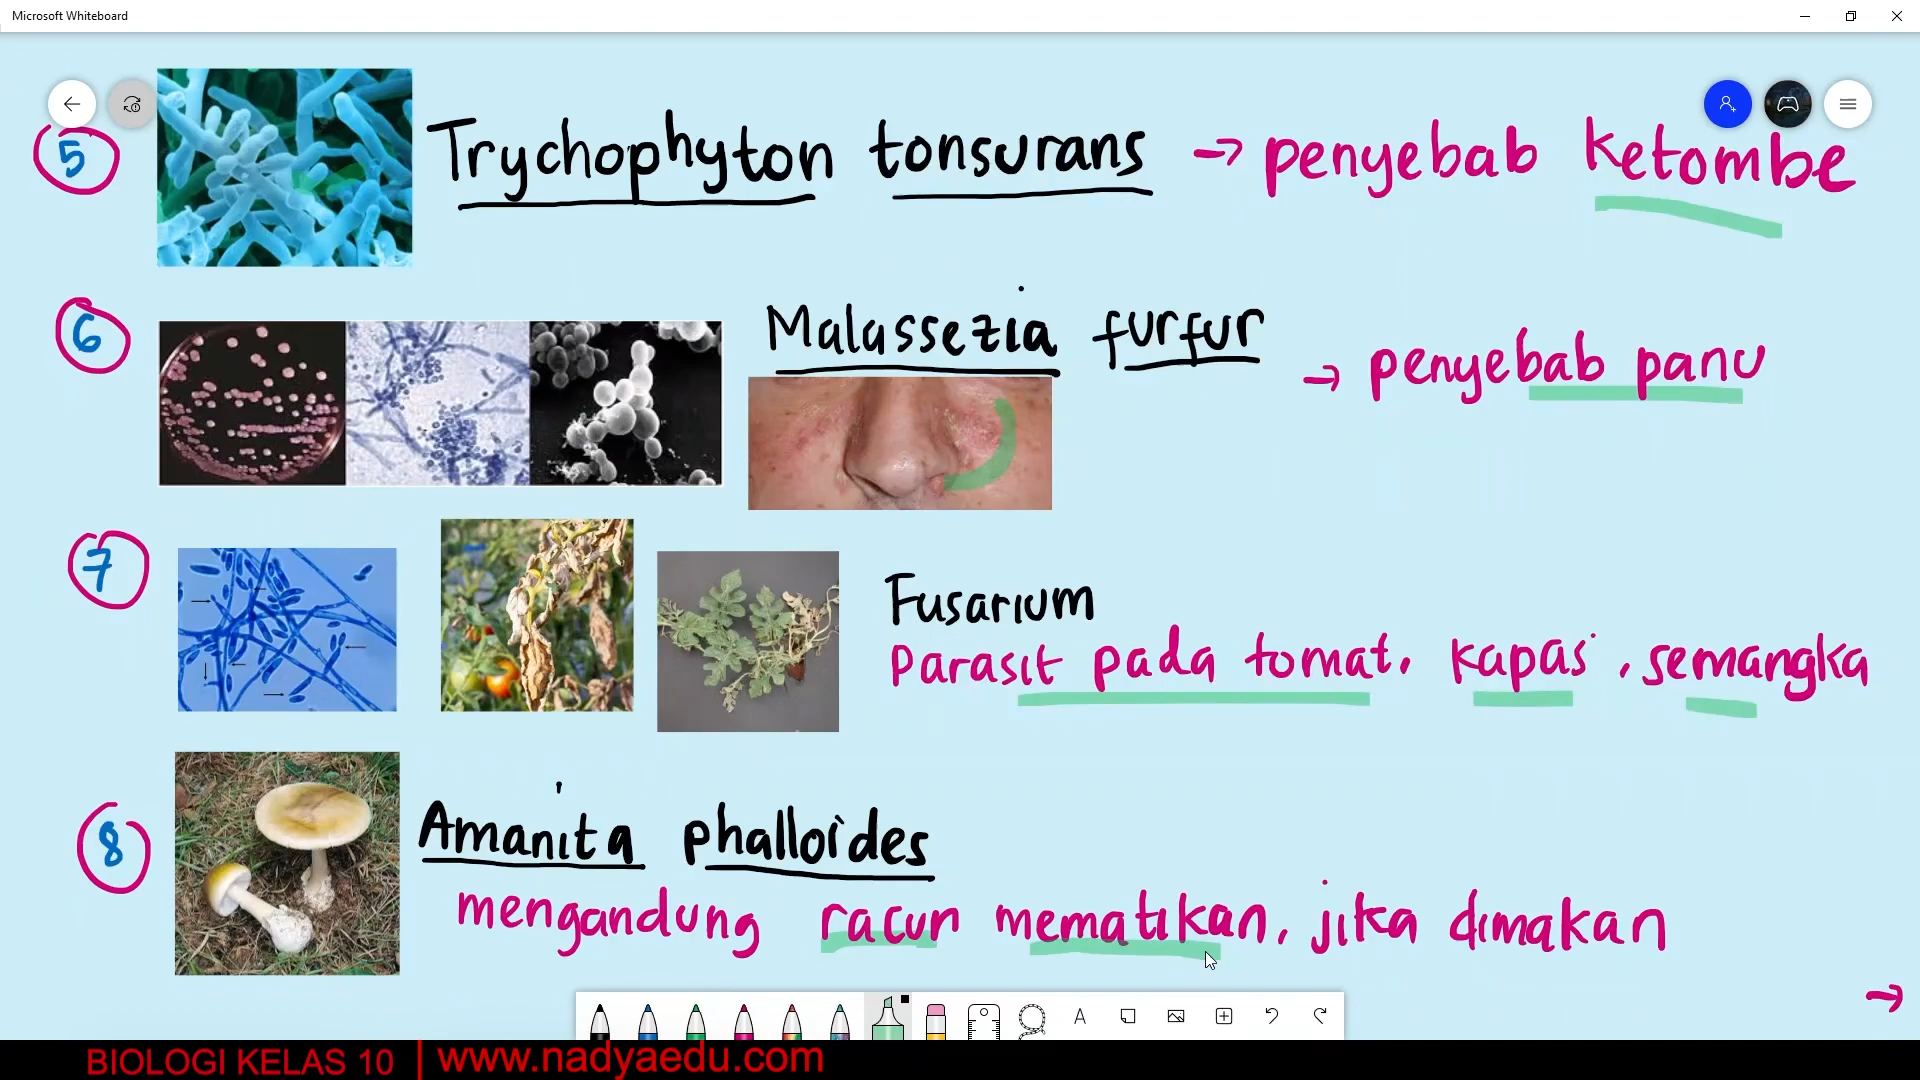 Microsoft Whiteboard
5 Trychophyton tonsurans → penyebab ketombe
6 Malassezia furfur
→ penyebab panu
7 Fusarium
Parasit pada tomat, kapas, semangka
8 Amanita phalloides
mengandung racun mematikan, jika dimakan
→
A
BIOLOGI KELAS 10 | www.nadyaedu.com